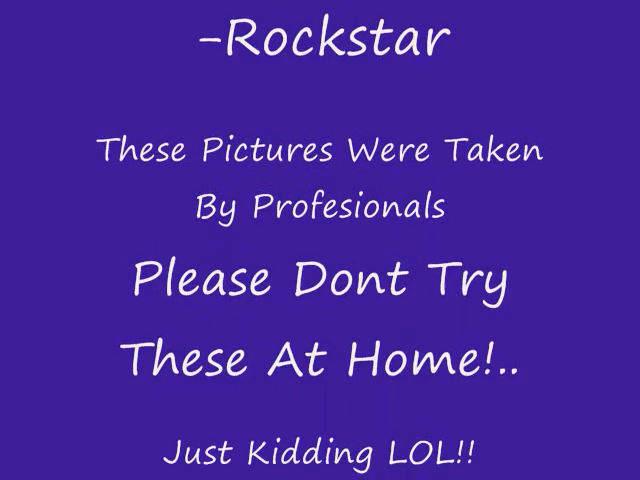 -Rockstar
These Pictures Were Taken
By Profesionals
Please Dont Try
These At Home!..
Just Kidding LOL!!